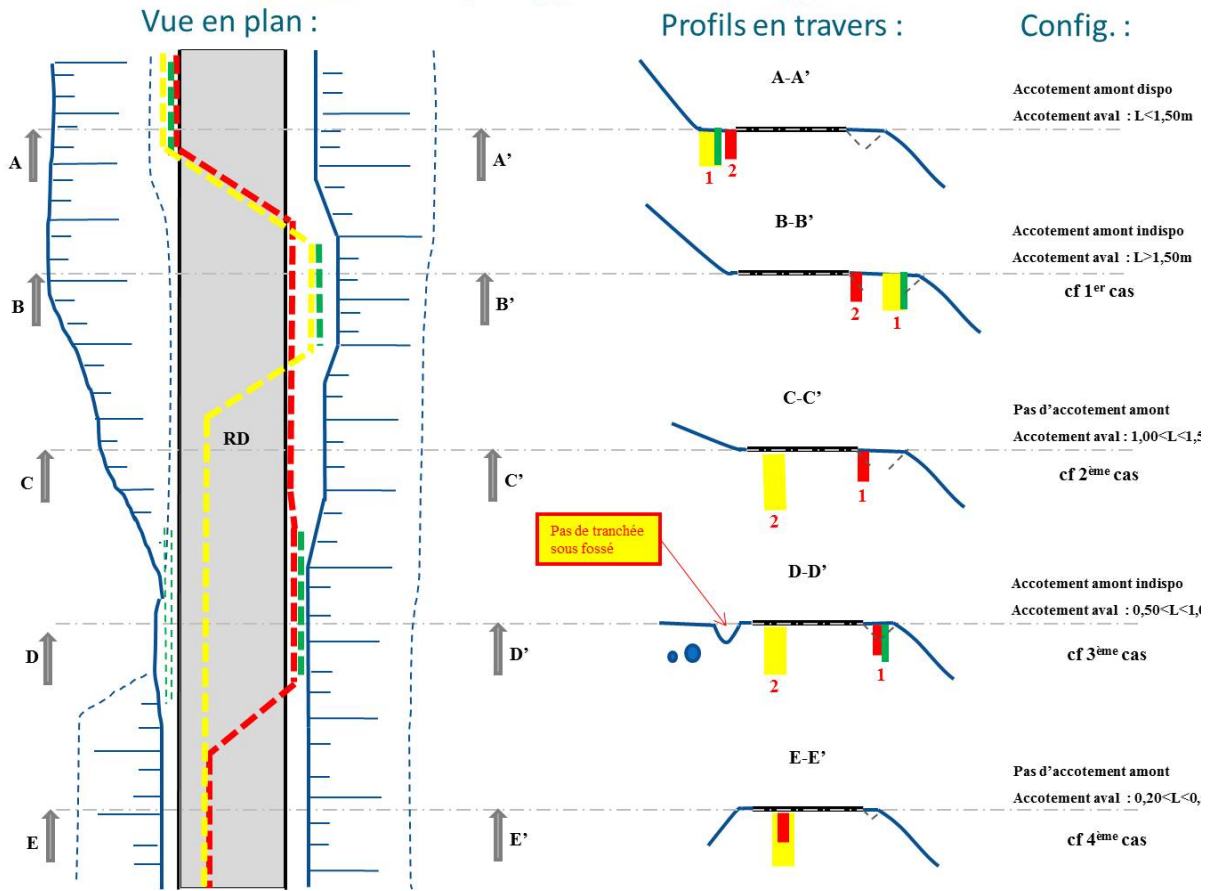 Vue en plan :
Profils en travers :
Config. :
A-A’
Accotement amont dispo
Accotement aval : L<1,50m
A
A’
1
2
B-B’
Accotement amont indispo
Accotement aval : L>1,50m
cf 1er cas
B
B’
2
1
C-C’
Pas d’accotement amont
Accotement aval : 1,00<L<1,5
RD
cf 2ème cas
C
C’
1
2
Pas de tranchée
sous fossé
D-D’
Accotement amont indispo
Accotement aval : 0,50<L<1,0
cf 3ème cas
D
D’
2
1
E-E’
Pas d’accotement amont
Accotement aval : 0,20<L<0,
cf 4ème cas
E
E’